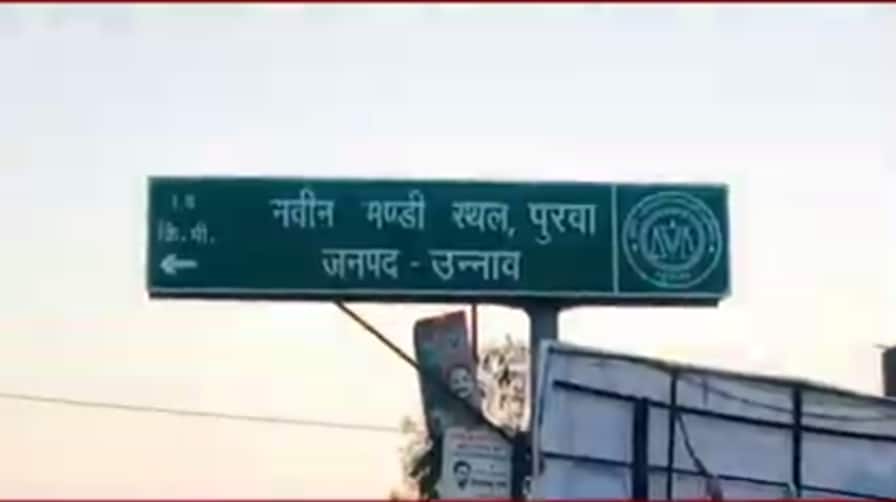 कि.मी.
नवीन मण्डी स्थल, पुरवा
जनपद - उन्नाव